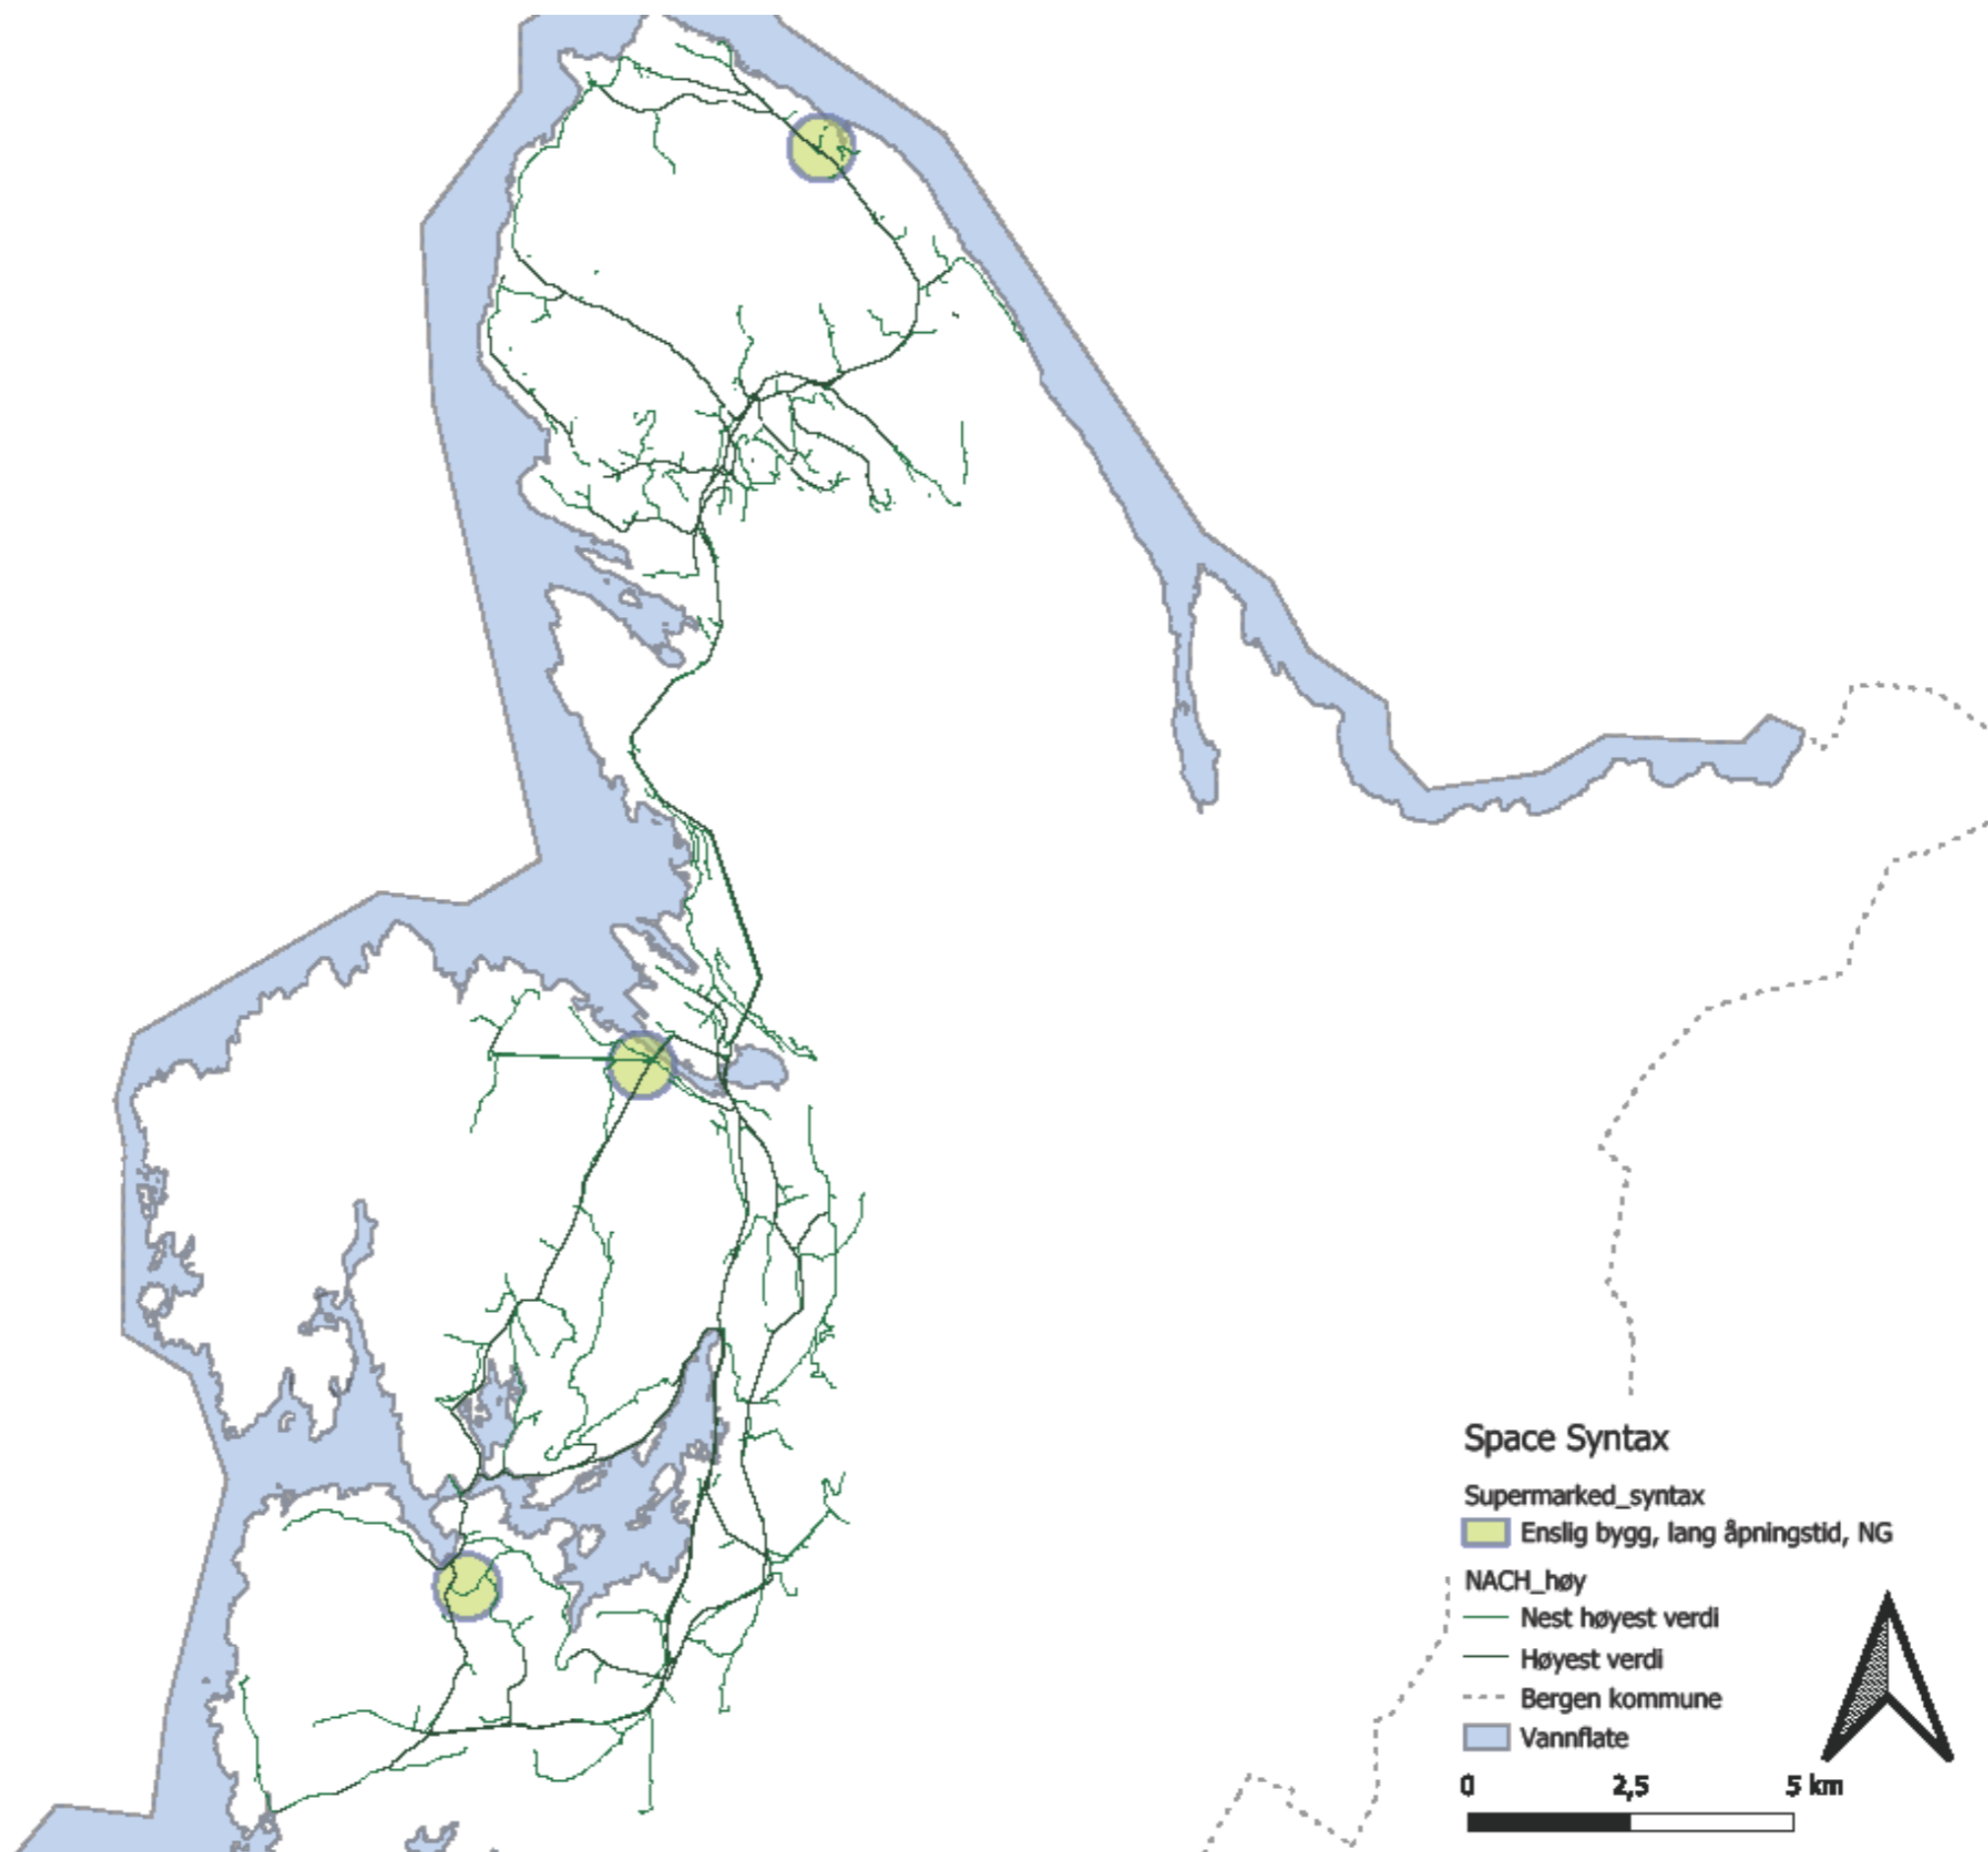 Space Syntax
Supermarked_syntax
Enslig bygg, lang åpningstid, NG
NACH_høy
Nest høyest verdi
Høyest verdi
Bergen kommune
Vannflate
0 2,5 5 km